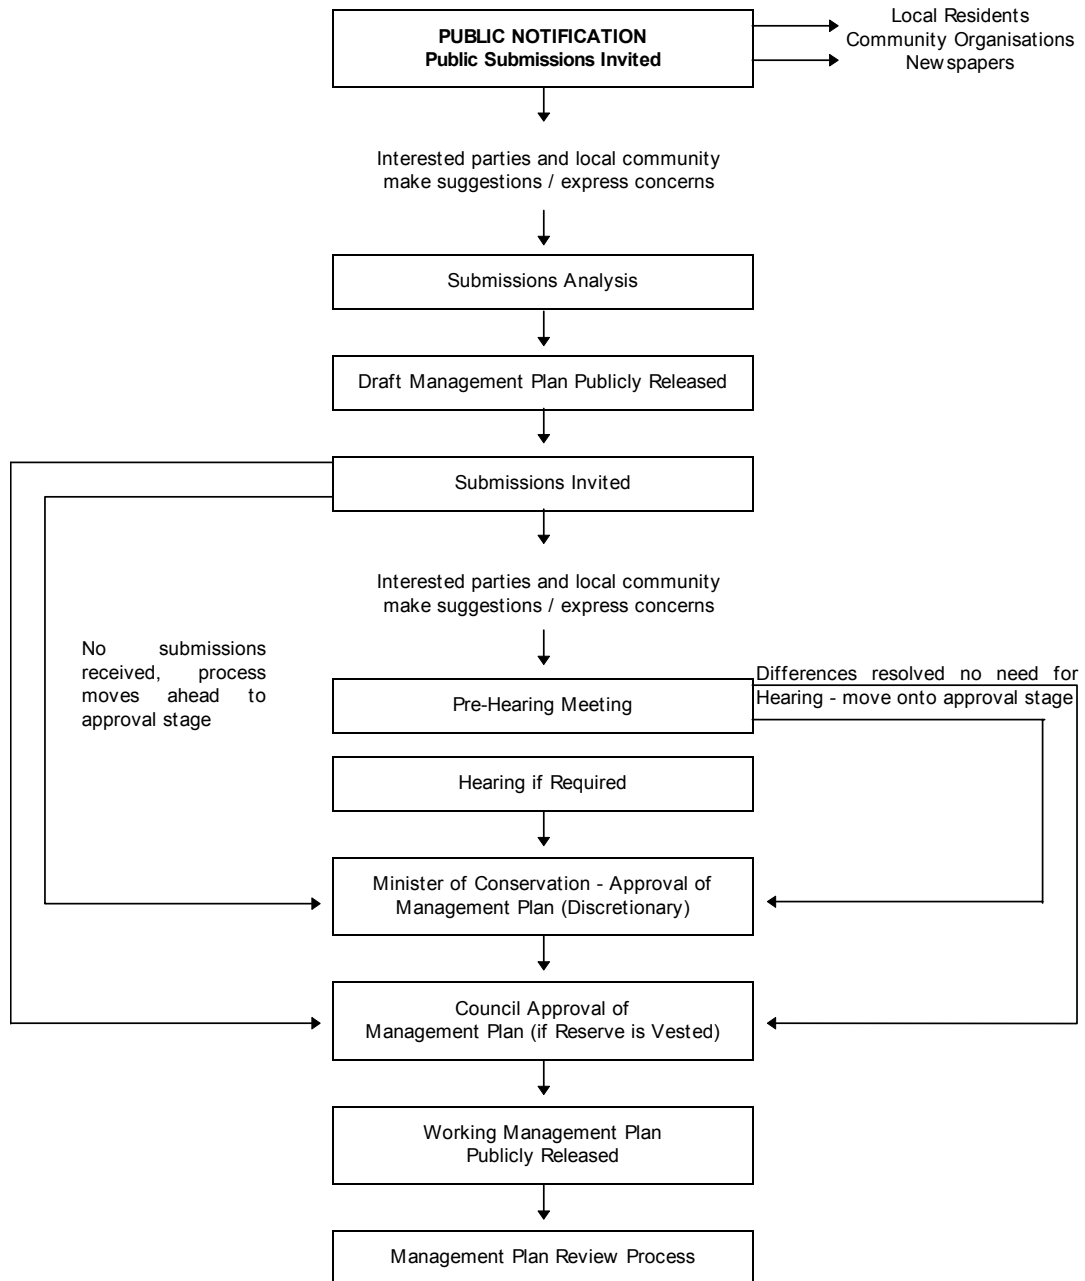 PUBLIC NOTIFICATION
Public Submissions Invited
Local Residents
Community Organisations
Newspapers
Interested parties and local community
make suggestions / express concerns
Submissions Analysis
Draft Management Plan Publicly Released
Submissions Invited
Interested parties and local community
make suggestions / express concerns
No submissions
received, process
moves ahead to
approval stage
Pre-Hearing Meeting
Differences resolved no need for
Hearing - move onto approval stage
Hearing if Required
Minister of Conservation - Approval of
Management Plan (Discretionary)
Council Approval of
Management Plan (if Reserve is Vested)
Working Management Plan
Publicly Released
Management Plan Review Process